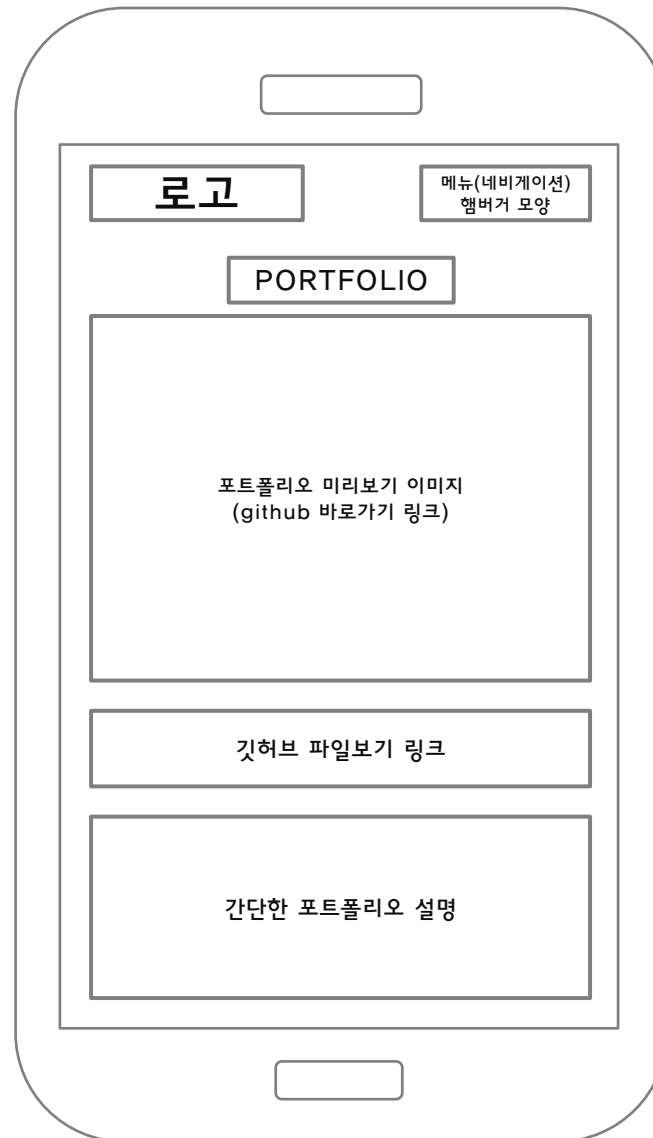 로고
메뉴(네비게이션)
햄버거 모양
PORTFOLIO
포트폴리오 미리보기 이미지
(github 바로가기 링크)
깃허브 파일보기 링크
간단한 포트폴리오 설명